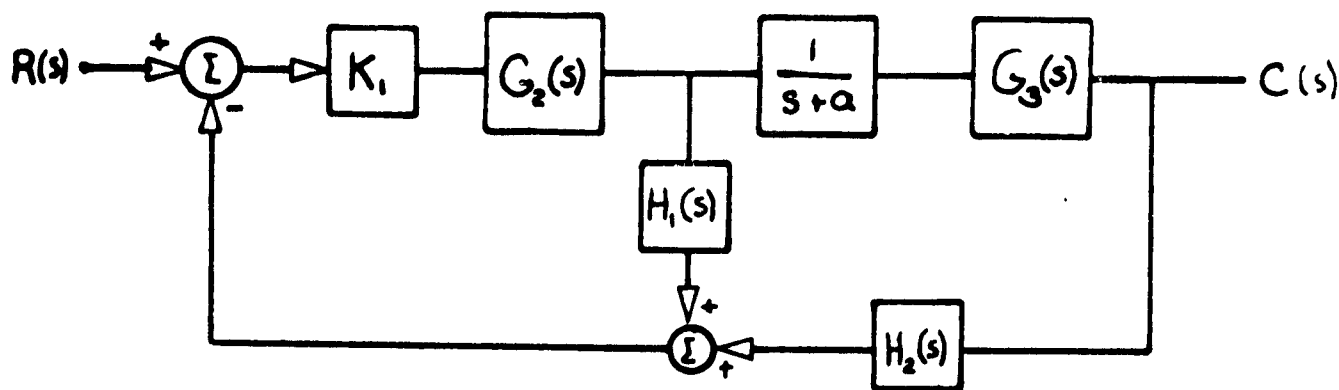 R(s)
+
Σ
-
K₁
G₂(s)
1
s+a
G₃(s)
C(s)
H₁(s)
+
Σ
+
H₂(s)